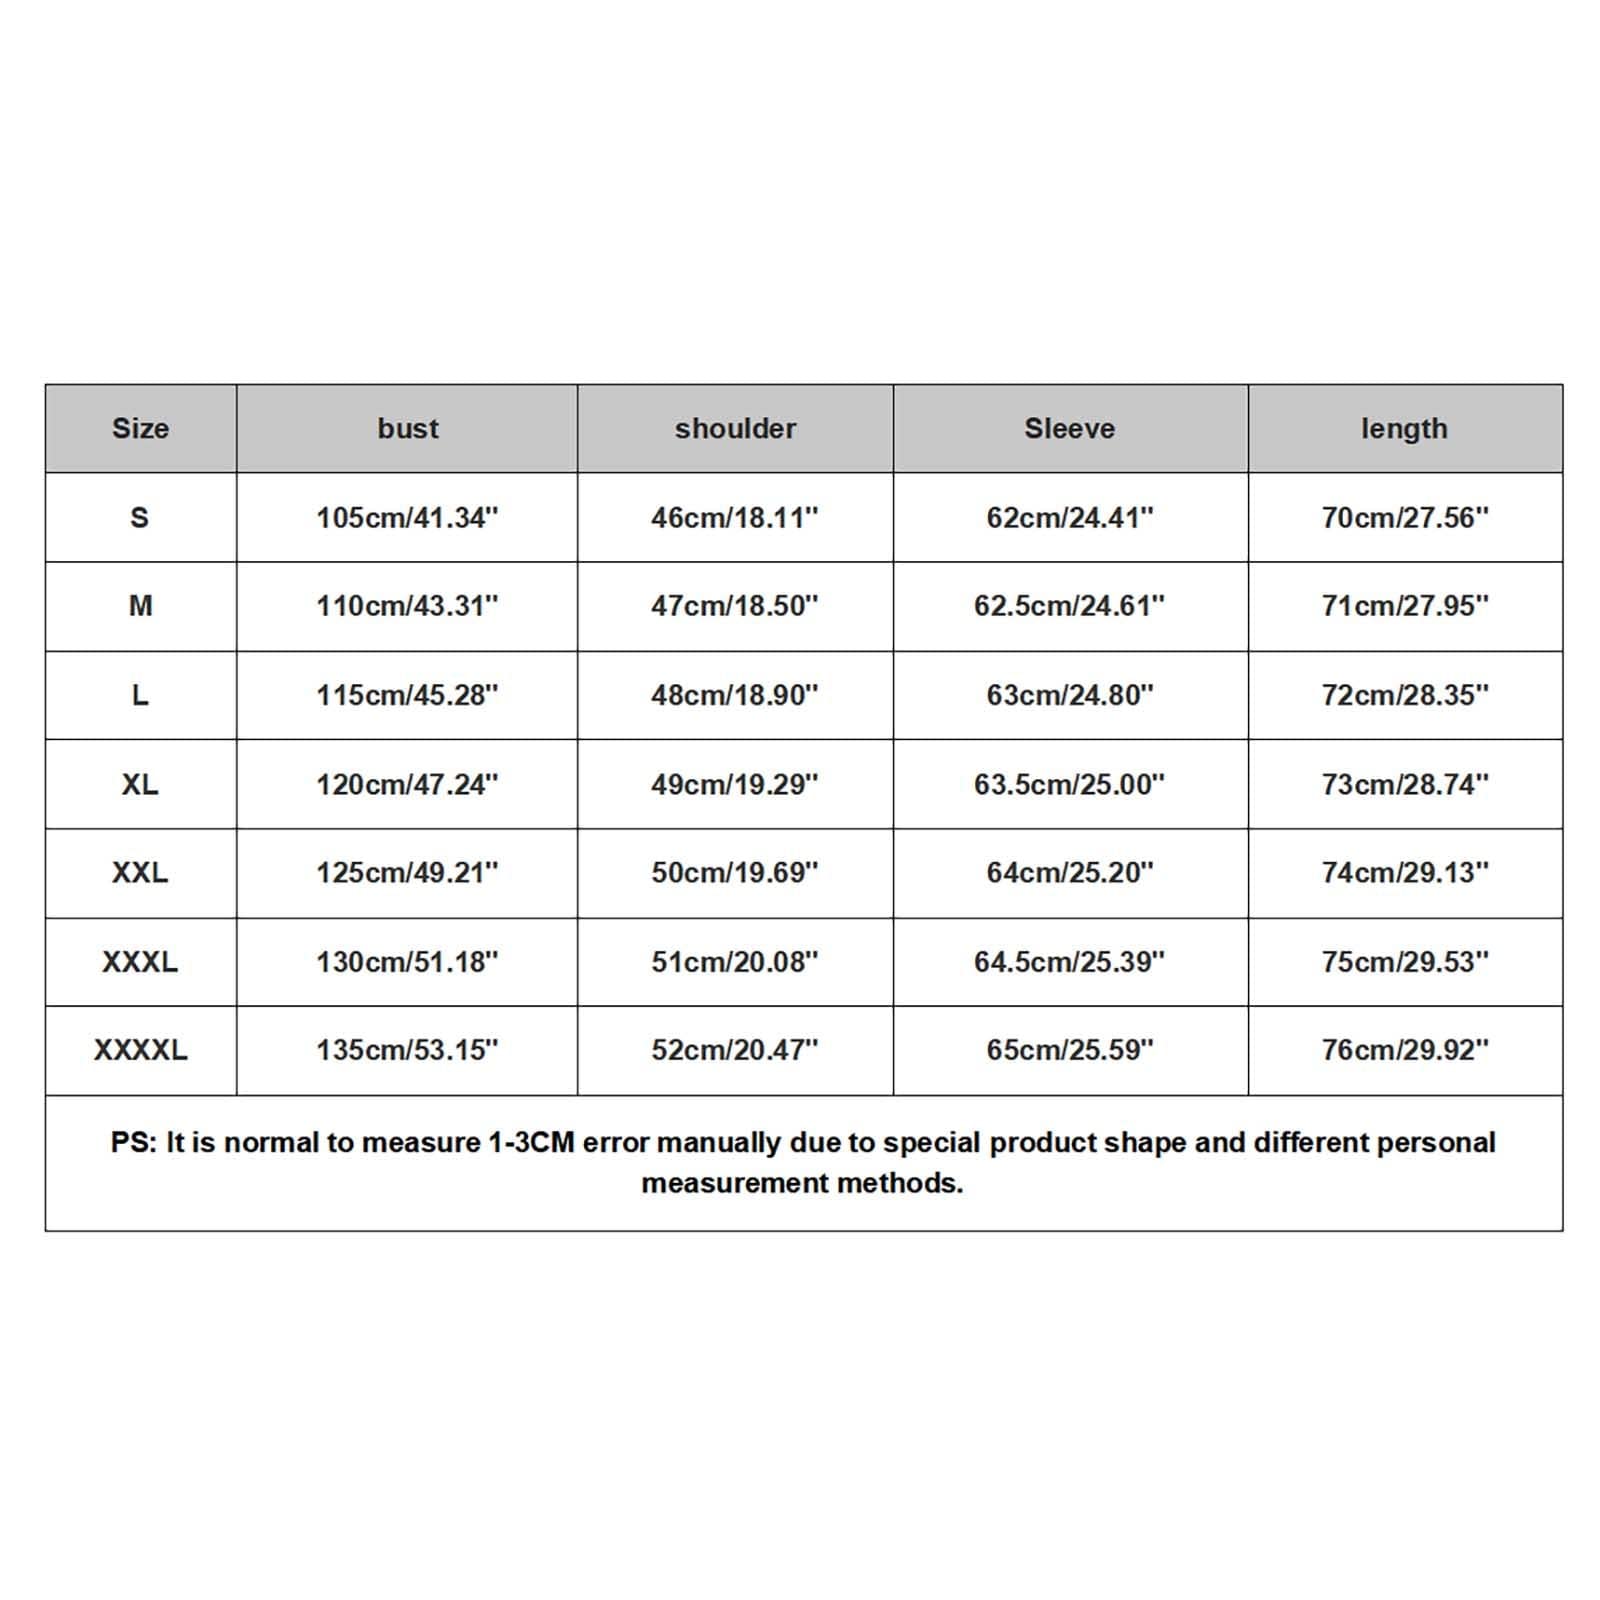 Size bust shoulder Sleeve length
S 105cm/41.34" 46cm/18.11" 62cm/24.41" 70cm/27.56"
M 110cm/43.31" 47cm/18.50" 62.5cm/24.61" 71cm/27.95"
L 115cm/45.28" 48cm/18.90" 63cm/24.80" 72cm/28.35"
XL 120cm/47.24" 49cm/19.29" 63.5cm/25.00" 73cm/28.74"
XXL 125cm/49.21" 50cm/19.69" 64cm/25.20" 74cm/29.13"
XXXL 130cm/51.18" 51cm/20.08" 64.5cm/25.39" 75cm/29.53"
XXXXL 135cm/53.15" 52cm/20.47" 65cm/25.59" 76cm/29.92"
PS: It is normal to measure 1-3CM error manually due to special product shape and different personal
measurement methods.